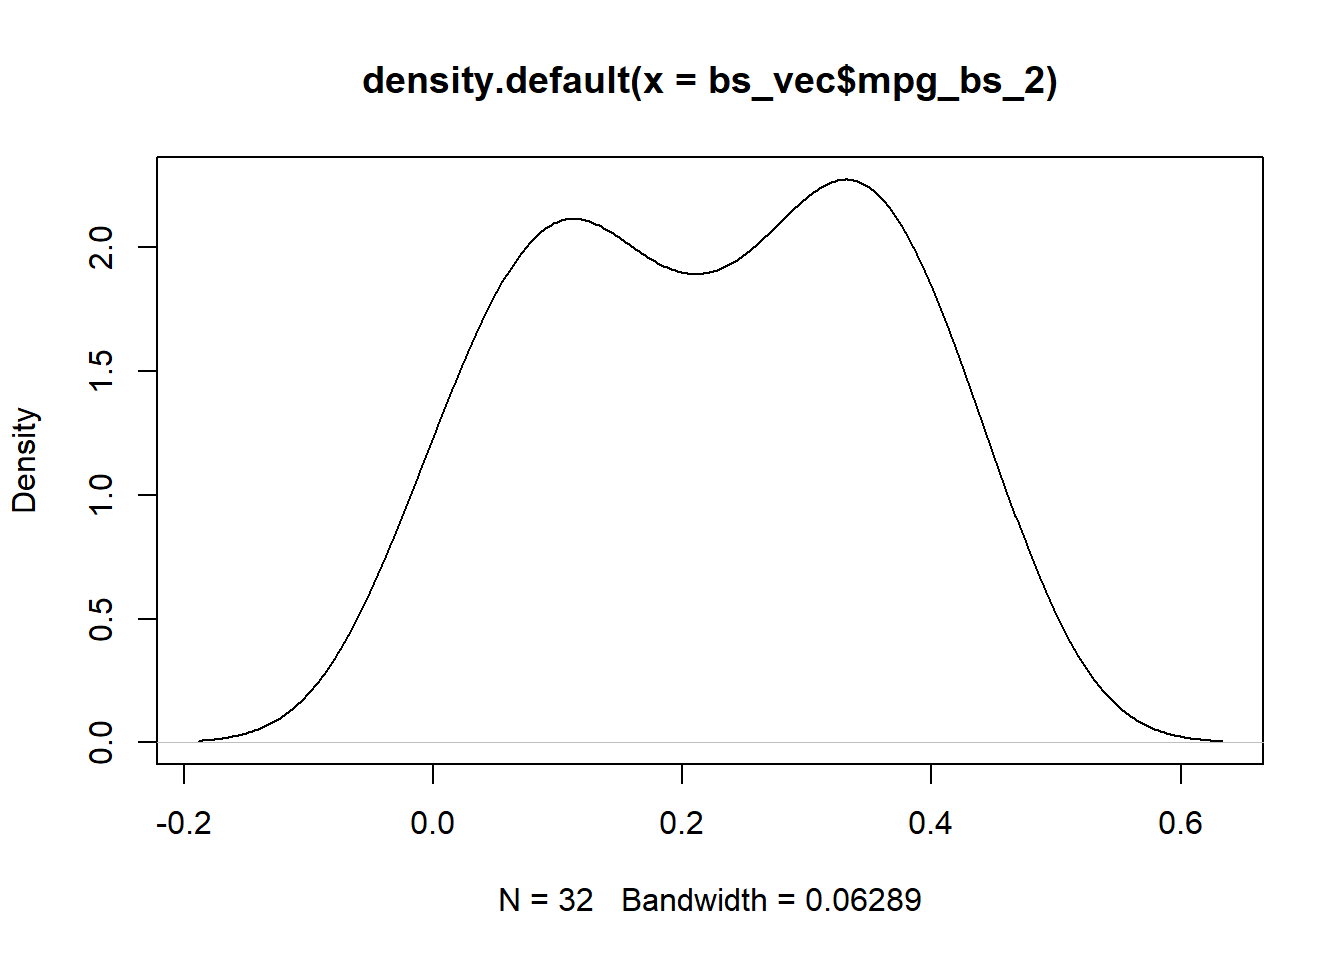 density.default(x = bs_vec$mpg_bs_2)
Density
2.0
1.5
1.0
0.5
0.0
-0.2 0.0 0.2 0.4 0.6
N = 32 Bandwidth = 0.06289